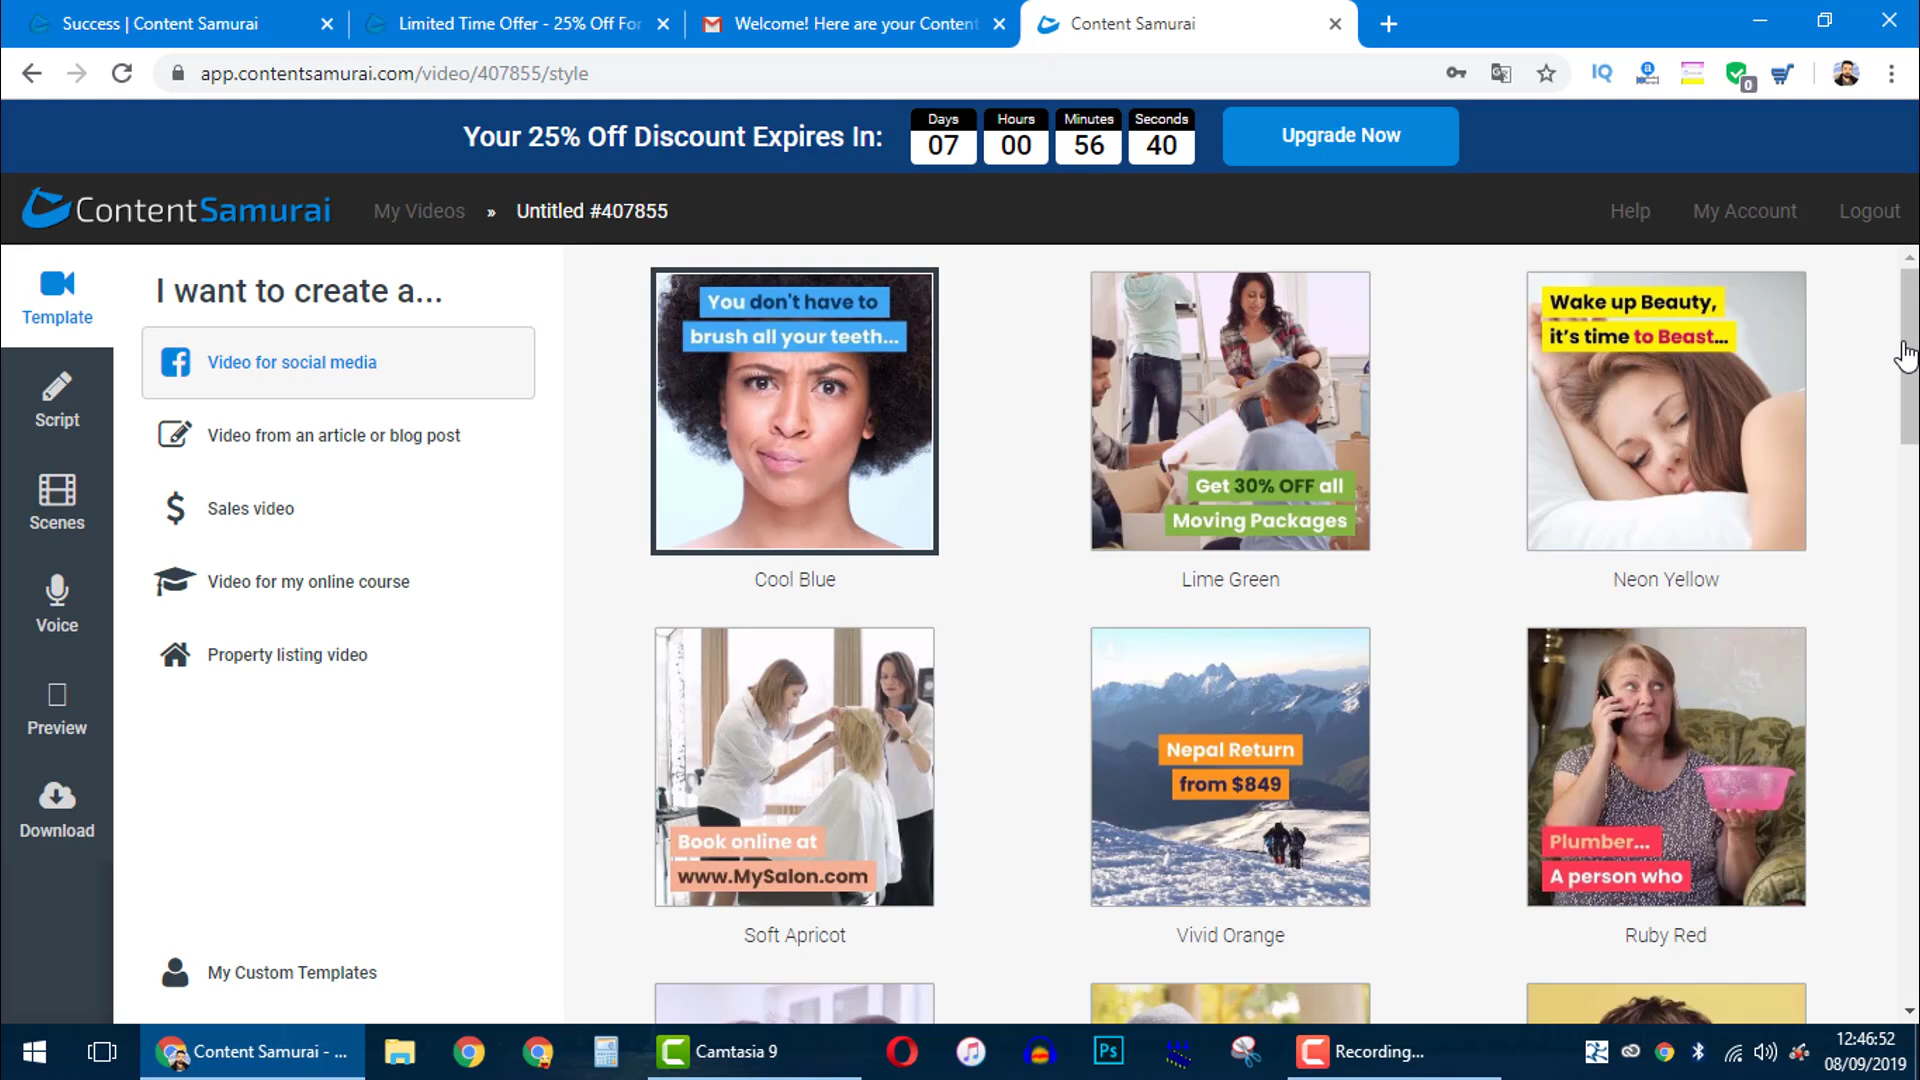 Success | Content Samurai
Limited Time Offer - 25% Off For
Welcome! Here are your Content
Content Samurai
app.contentsamurai.com/video/407855/style
IQ
0
Your 25% Off Discount Expires In:
Days
07
Hours
00
Minutes
56
Seconds
40
Upgrade Now
ContentSamurai
My Videos
»
Untitled #407855
Help
My Account
Logout
Template
Script
Scenes
Voice
Preview
Download
I want to create a...
Video for social media
Video from an article or blog post
Sales video
Video for my online course
Property listing video
My Custom Templates
You don't have to
brush all your teeth...
Cool Blue
Get 30% OFF all
Moving Packages
Lime Green
Wake up Beauty,
it's time to Beast...
Neon Yellow
Book online at
www.MySalon.com
Soft Apricot
Nepal Return
from $849
Vivid Orange
Plumber...
A person who
Ruby Red
Content Samurai - ...
Camtasia 9
Ps
Recording...
12:46:52
08/09/2019